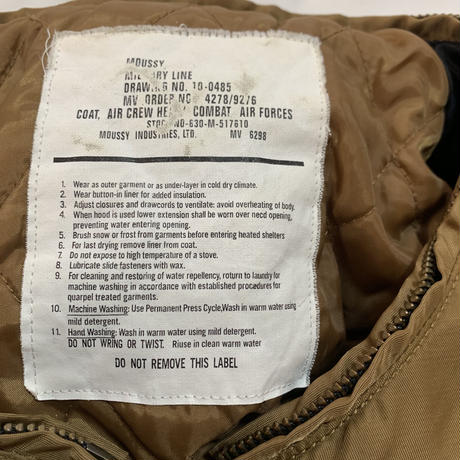 MOUSSY
MILITARY LINE
DRAWING NO. 10-0485
MV ORDER NO 4278/92/6
COAT, AIR CREW HEAVY COMBAT AIR FORCES
NO-630-M-517610
MOUSSY INDUSTRIES, LTD. MV 6298
1. Wear as outer garment or as under-layer in cold dry climate.
2. Wear button-in liner for added insulation.
3. Adjust closures and drawcords to ventilate: avoid overheating of body.
4. When hood is used lower extension shall be worn over neck opening,
preventing water entering opening.
5. Brush snow or frost from garments before entering heated shelters
6. For last drying remove liner from coat.
7. Do not expose to high temperature of a stove.
8. Lubricate slide fasteners with wax.
9. For cleaning and restoring of water repellency, return to laundry for
machine washing in accordance with established procedures for
quarpel treated garments.
10. Machine Washing: Use Permanent Press Cycle,Wash in warm water using
mild detergent.
11. Hand Washing: Wash in warm water using mild detergent.
DO NOT WRING OR TWIST. Riuse in clean warm water
DO NOT REMOVE THIS LABEL